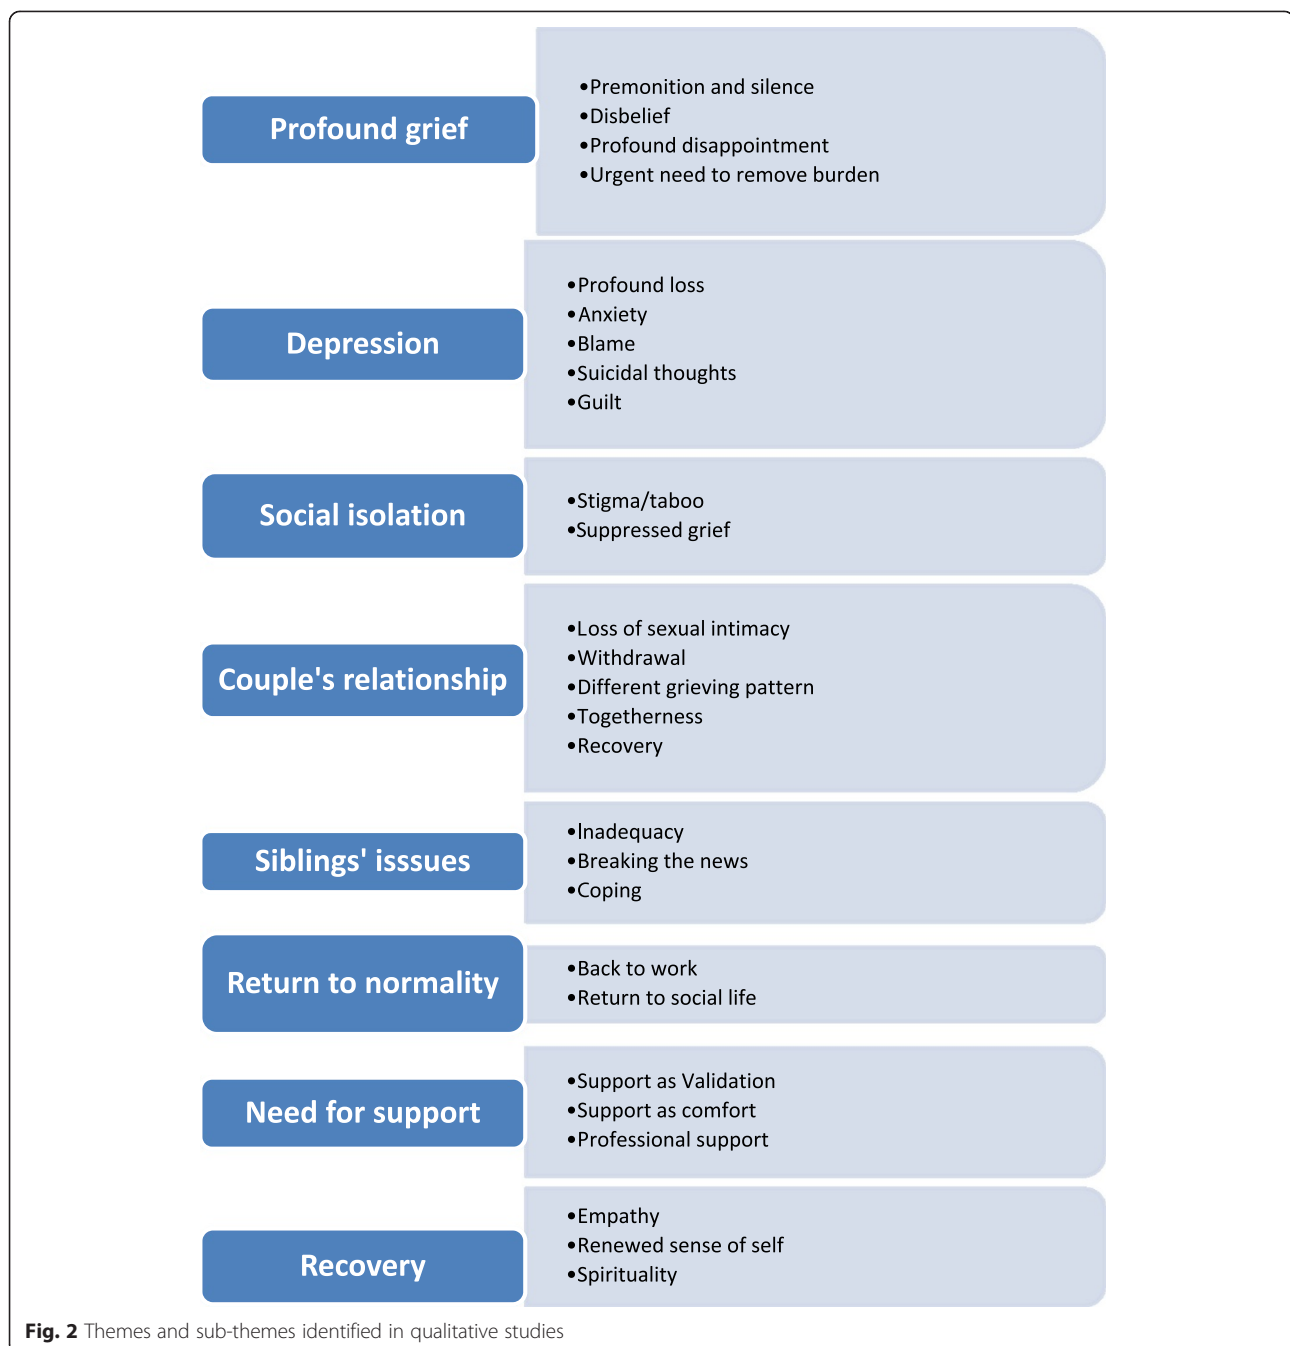 Profound grief
•Premonition and silence
•Disbelief
•Profound disappointment
•Urgent need to remove burden
Depression
•Profound loss
•Anxiety
•Blame
•Suicidal thoughts
•Guilt
Social isolation
•Stigma/taboo
•Suppressed grief
Couple's relationship
•Loss of sexual intimacy
•Withdrawal
•Different grieving pattern
•Togetherness
•Recovery
Siblings' isssues
•Inadequacy
•Breaking the news
•Coping
Return to normality
•Back to work
•Return to social life
Need for support
•Support as Validation
•Support as comfort
•Professional support
Recovery
•Empathy
•Renewed sense of self
•Spirituality
Fig. 2 Themes and sub-themes identified in qualitative studies